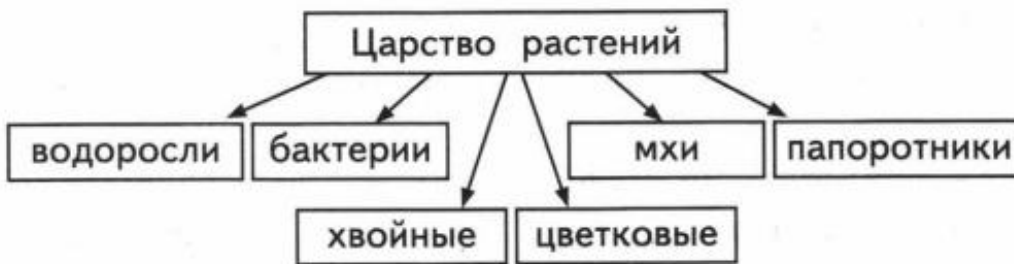 Царство растений
водоросли
бактерии
мхи
папоротники
хвойные
цветковые